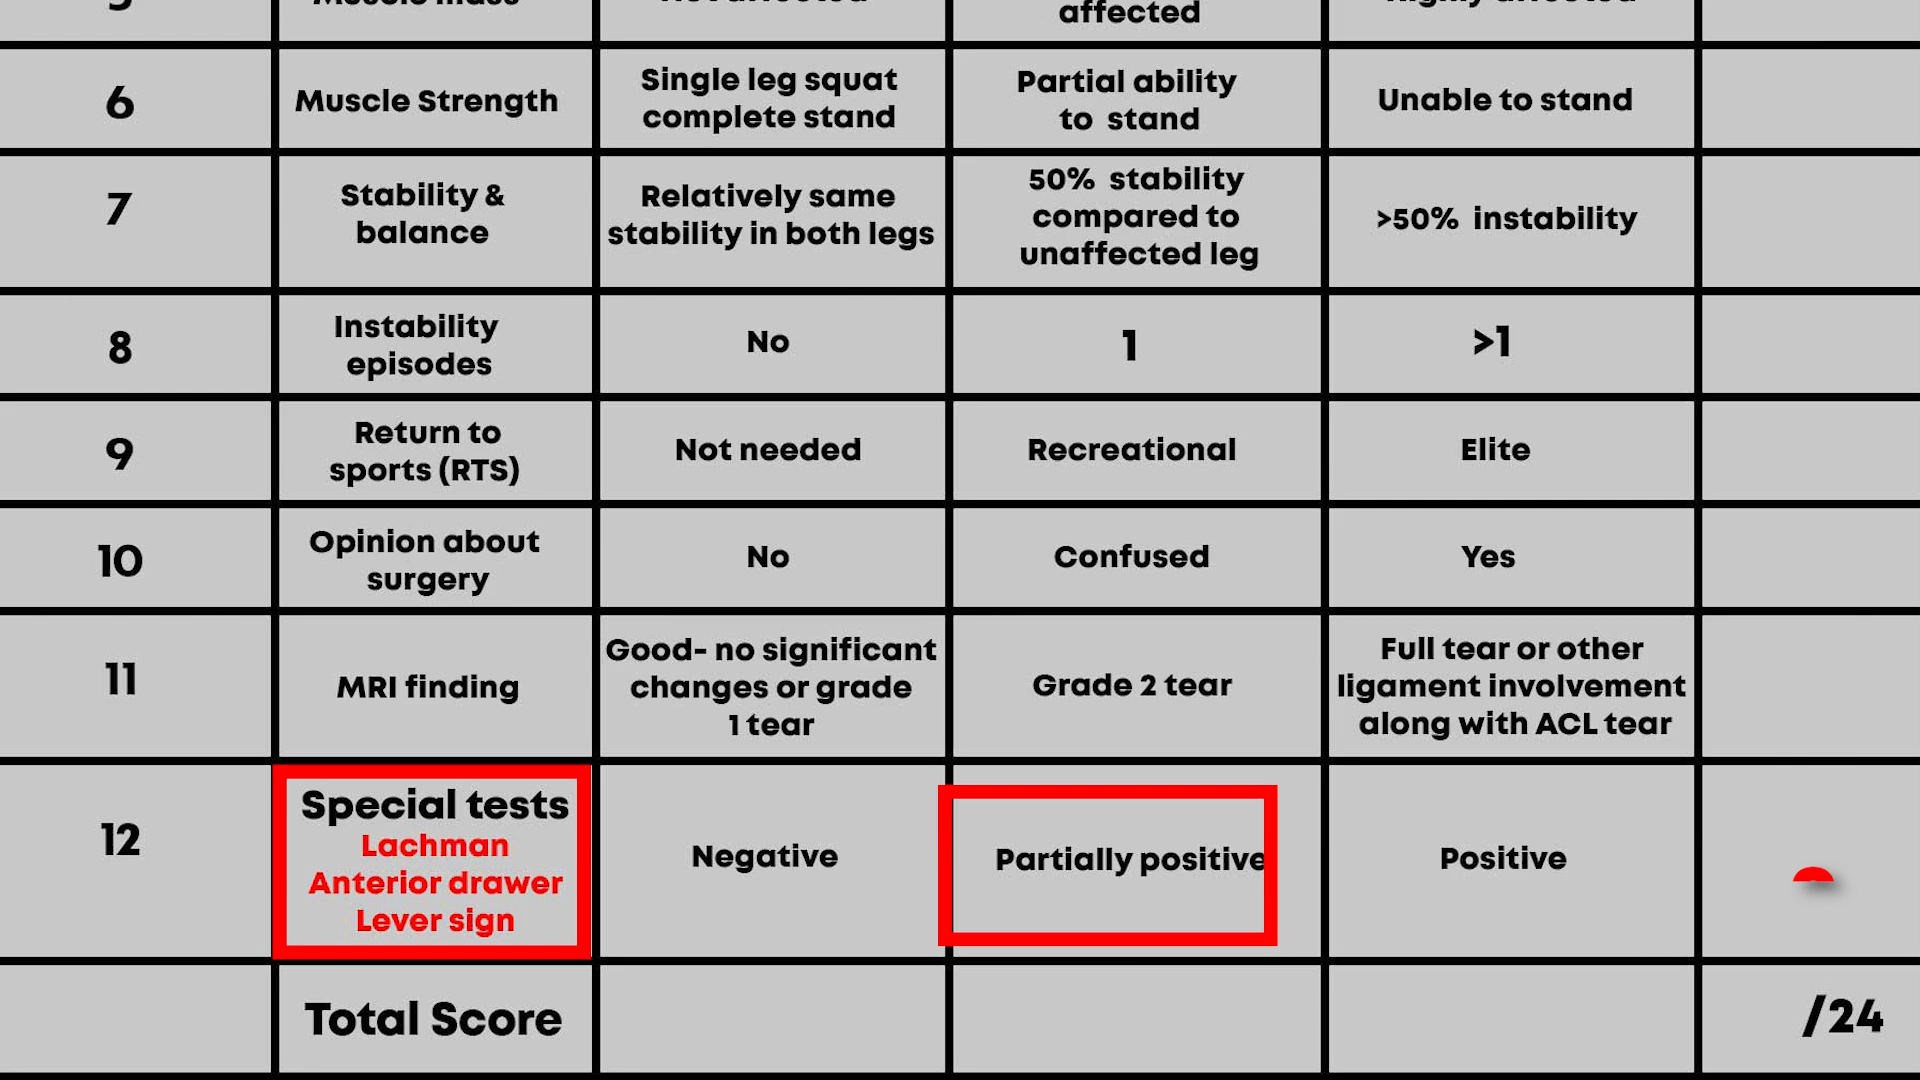 affected
6
Muscle Strength
Single leg squat
complete stand
Partial ability
to stand
Unable to stand
7
Stability &
balance
Relatively same
stability in both legs
50% stability
compared to
unaffected leg
>50% instability
8
Instability
episodes
No
1
>1
9
Return to
sports (RTS)
Not needed
Recreational
Elite
10
Opinion about
surgery
No
Confused
Yes
11
MRI finding
Good- no significant
changes or grade
1 tear
Grade 2 tear
Full tear or other
ligament involvement
along with ACL tear
12
Special tests
Lachman
Anterior drawer
Lever sign
Negative
Partially positive
Positive
Total Score
/24